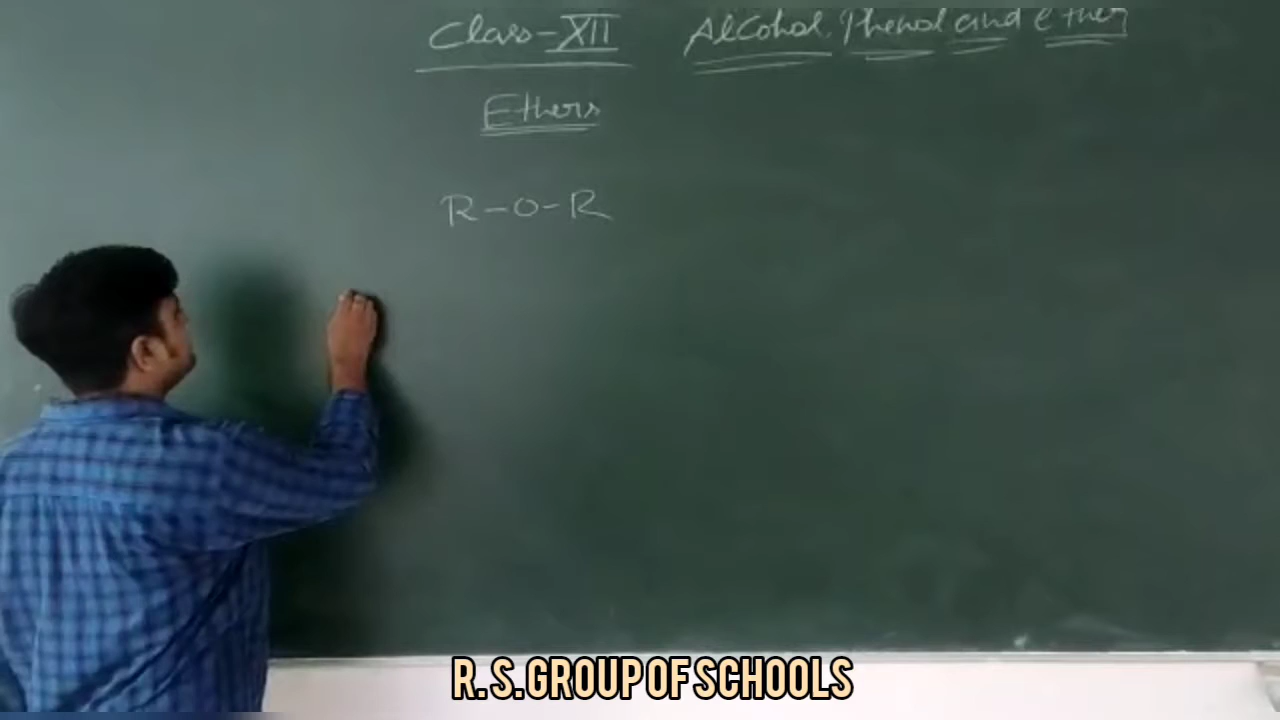 Class-XII Alcohol, Phenol and ether
Ethers
R-O-R
R. S. GROUP OF SCHOOLS